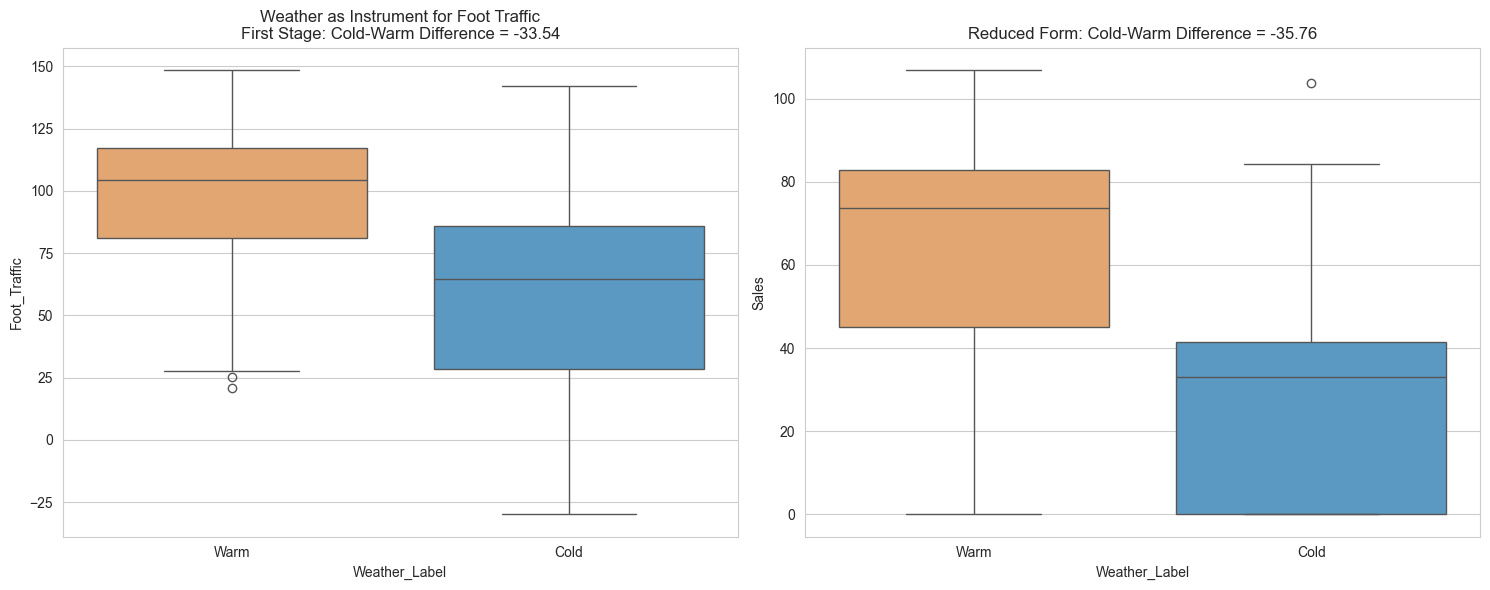 Weather as Instrument for Foot Traffic
First Stage: Cold-Warm Difference = -33.54
150
125
100
75
50
25
0
−25
Foot_Traffic
Warm
Cold
Weather_Label
Reduced Form: Cold-Warm Difference = -35.76
100
80
60
40
20
0
Sales
Warm
Cold
Weather_Label